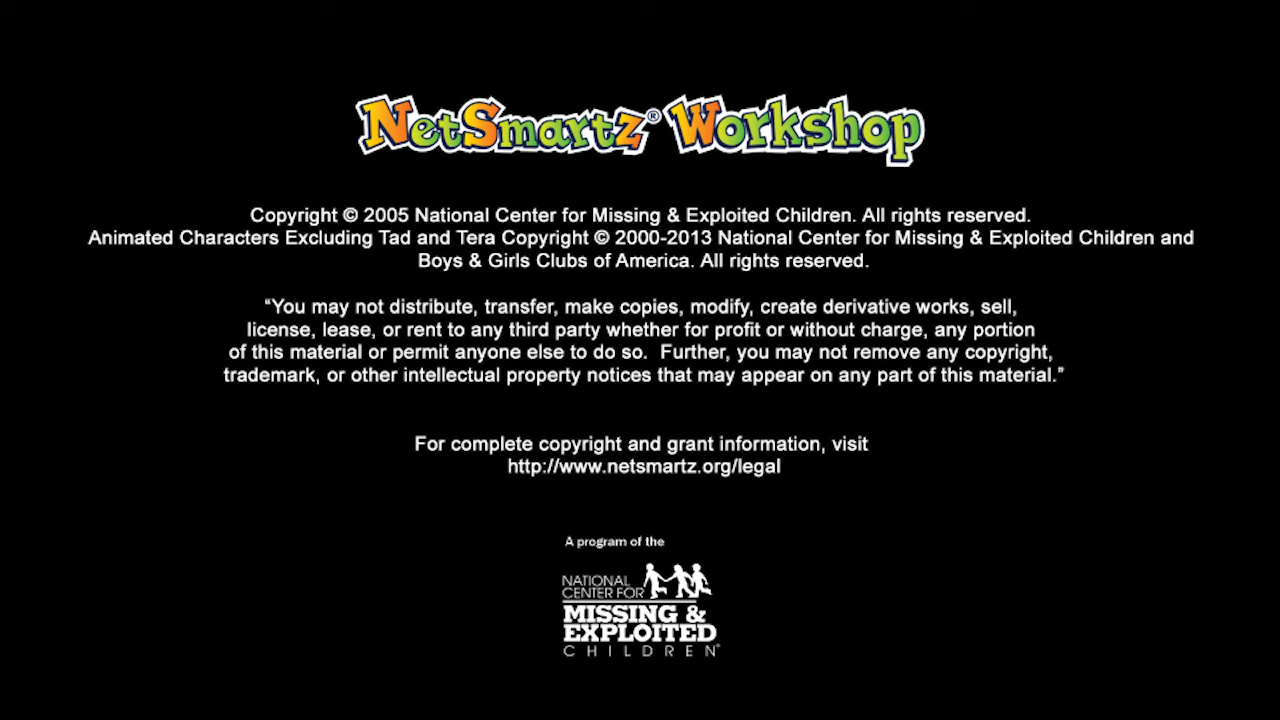 NetSmartz® Workshop
Copyright © 2005 National Center for Missing & Exploited Children. All rights reserved.
Animated Characters Excluding Tad and Tera Copyright © 2000-2013 National Center for Missing & Exploited Children and
Boys & Girls Clubs of America. All rights reserved.
“You may not distribute, transfer, make copies, modify, create derivative works, sell,
license, lease, or rent to any third party whether for profit or without charge, any portion
of this material or permit anyone else to do so. Further, you may not remove any copyright,
trademark, or other intellectual property notices that may appear on any part of this material.”
For complete copyright and grant information, visit
http://www.netsmartz.org/legal
A program of the
NATIONAL
CENTER FOR
MISSING &
EXPLOITED
CHILDREN®